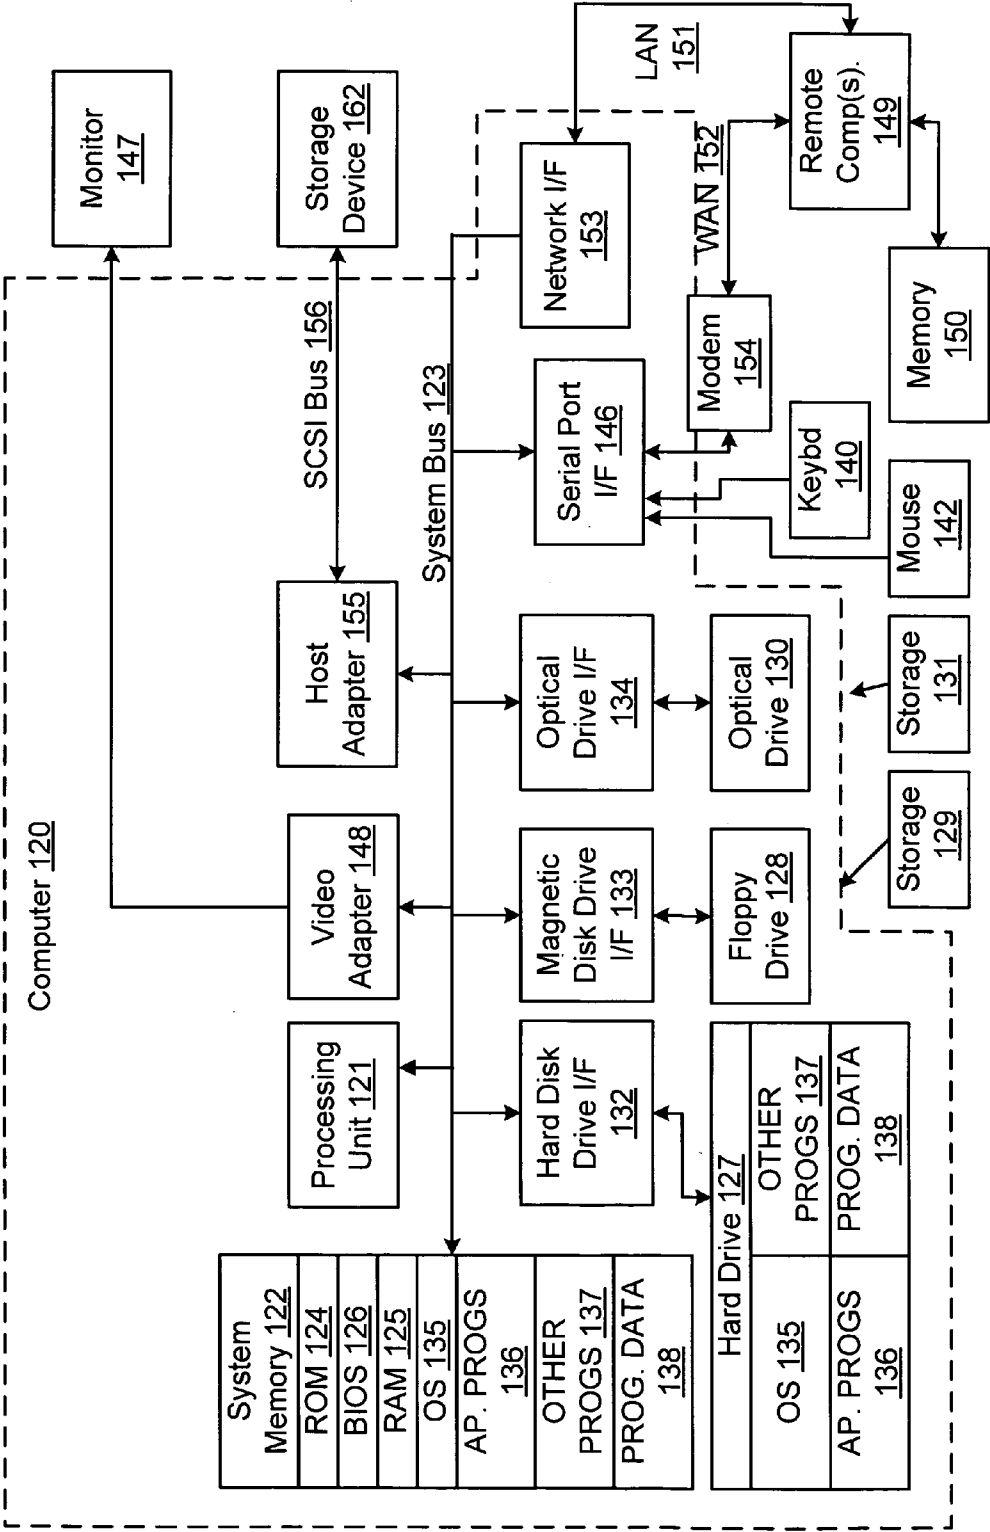 Computer 120
Monitor
147
Storage
Device 162
SCSI Bus 156
System
Memory 122
ROM 124
BIOS 126
RAM 125
OS 135
AP. PROGS
136
OTHER
PROGS 137
PROG. DATA
138
Processing
Unit 121
Video
Adapter 148
Host
Adapter 155
System Bus 123
Hard Disk
Drive I/F
132
Magnetic
Disk Drive
I/F 133
Optical
Drive I/F
134
Serial Port
I/F 146
Network I/F
153
LAN
151
Hard Drive 127
OS 135
OTHER
PROGS 137
AP. PROGS
136
PROG. DATA
138
Floppy
Drive 128
Optical
Drive 130
Modem
154
WAN 152
Remote
Comp(s).
149
Keybd
140
Storage
129
Storage
131
Mouse
142
Memory
150